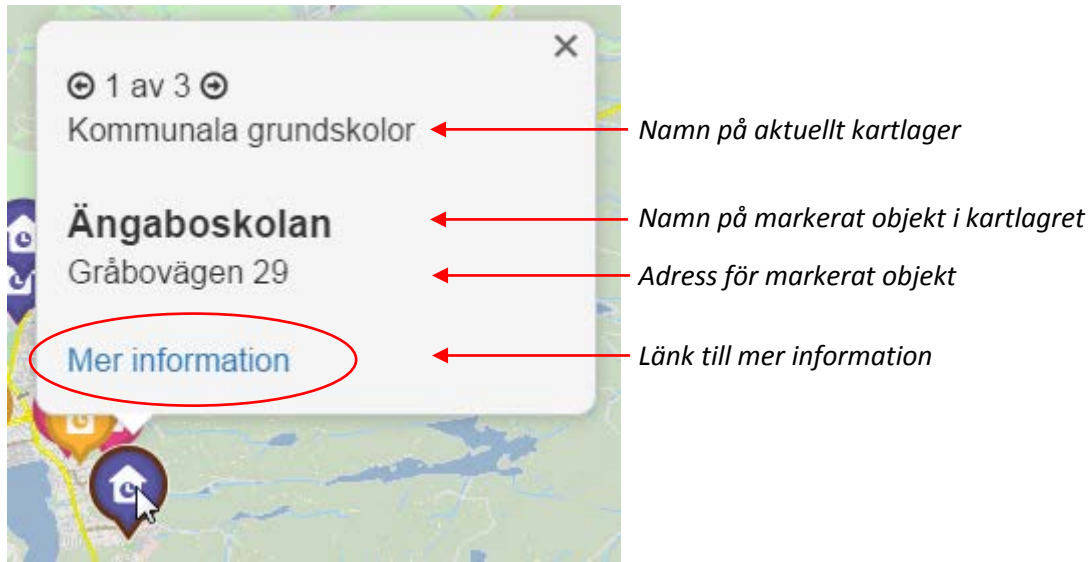 1 av 3
Kommunala grundskolor
Namn på aktuellt kartlager
Ängaboskolan
Namn på markerat objekt i kartlagret
Gråbovägen 29
Adress för markerat objekt
Mer information
Länk till mer information